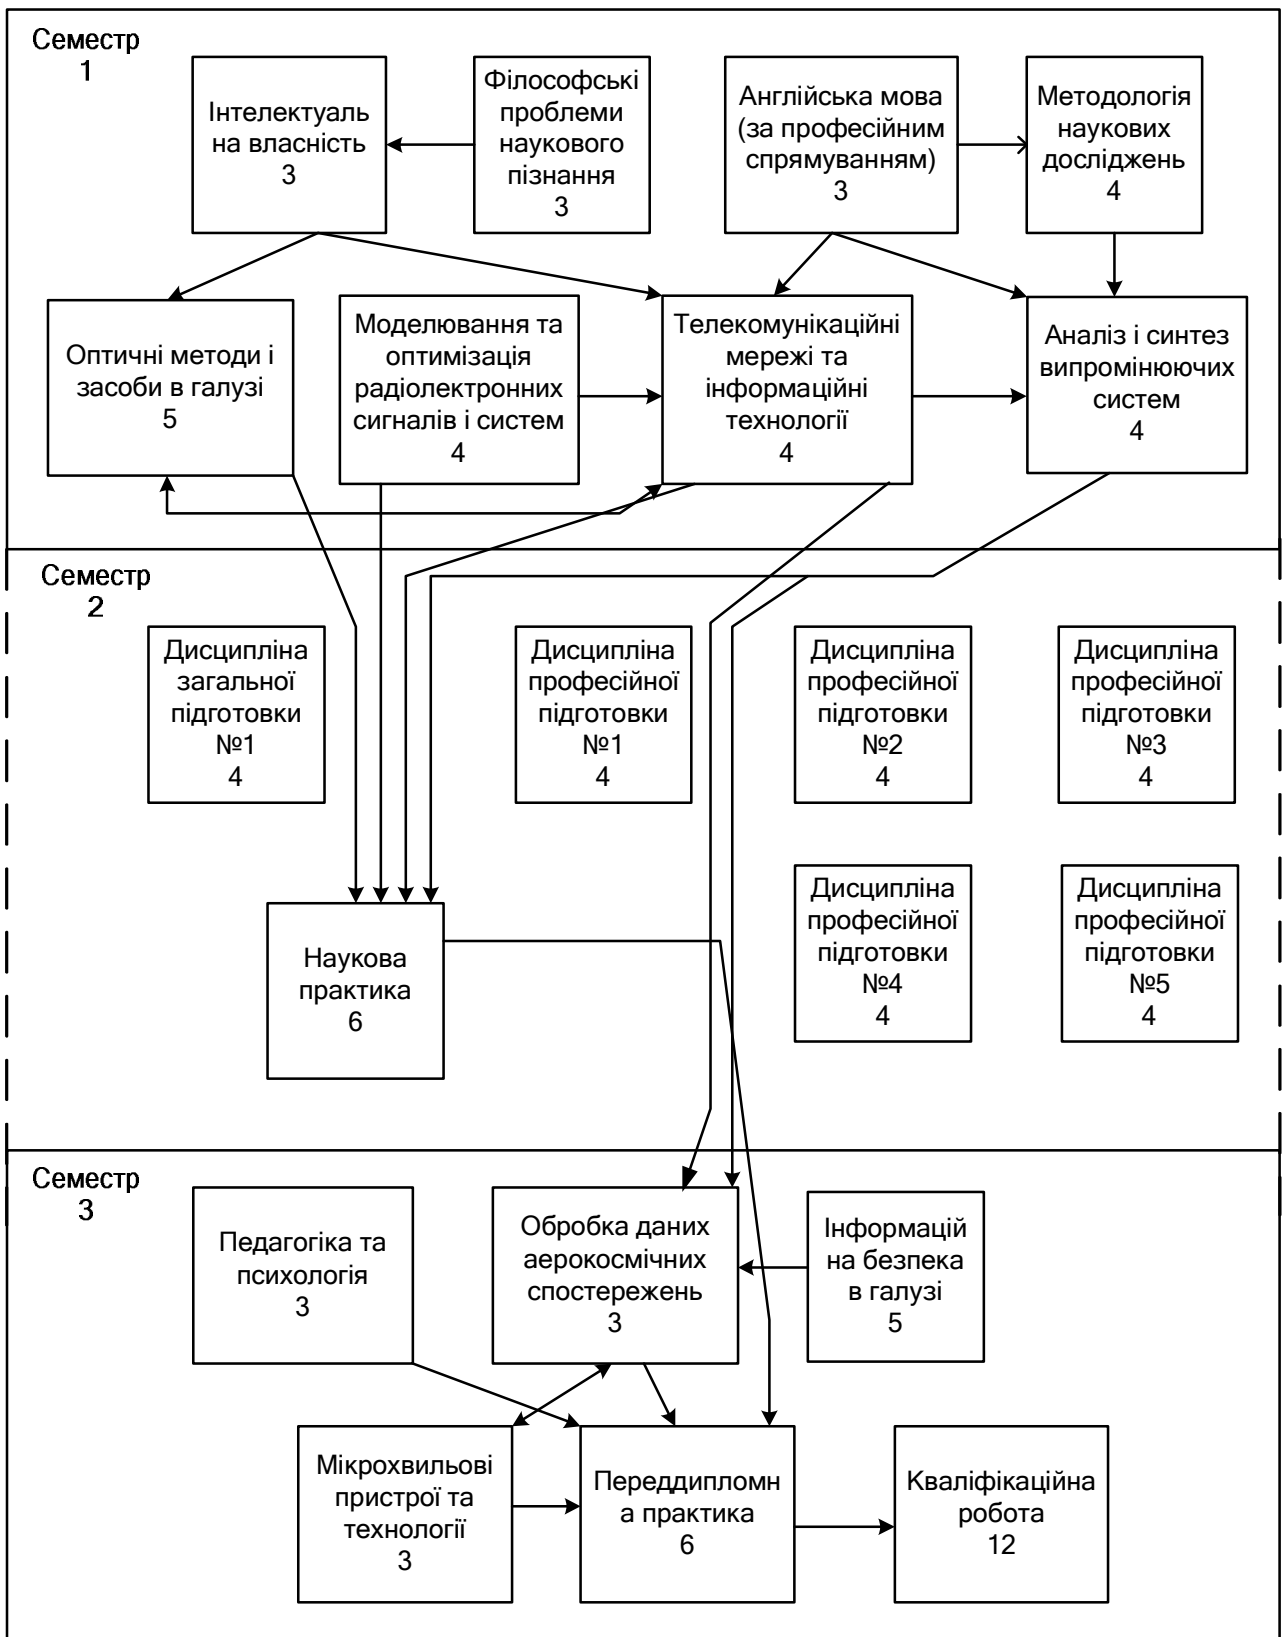 Семестр
1
Інтелектуаль
на власність
3
Філософські
проблеми
наукового
пізнання
3
Англійська мова
(за професійним
спрямуванням)
3
Методологія
наукових
досліджень
4
Оптичні методи і
засоби в галузі
5
Моделювання та
оптимізація
радіолектронних
сигналів і систем
4
Телекомунікаційні
мережі та
інформаційні
технології
4
Аналіз і синтез
випромінюючих
систем
4
Семестр
2
Дисципліна
загальної
підготовки
№1
4
Дисципліна
професійної
підготовки
№1
4
Дисципліна
професійної
підготовки
№2
4
Дисципліна
професійної
підготовки
№3
4
Наукова
практика
6
Дисципліна
професійної
підготовки
№4
4
Дисципліна
професійної
підготовки
№5
4
Семестр
3
Педагогіка та
психологія
3
Обробка даних
аерокосмічних
спостережень
3
Інформацій
на безпека
в галузі
5
Мікрохвильові
пристрої та
технології
3
Переддипломн
а практика
6
Кваліфікаційна
робота
12